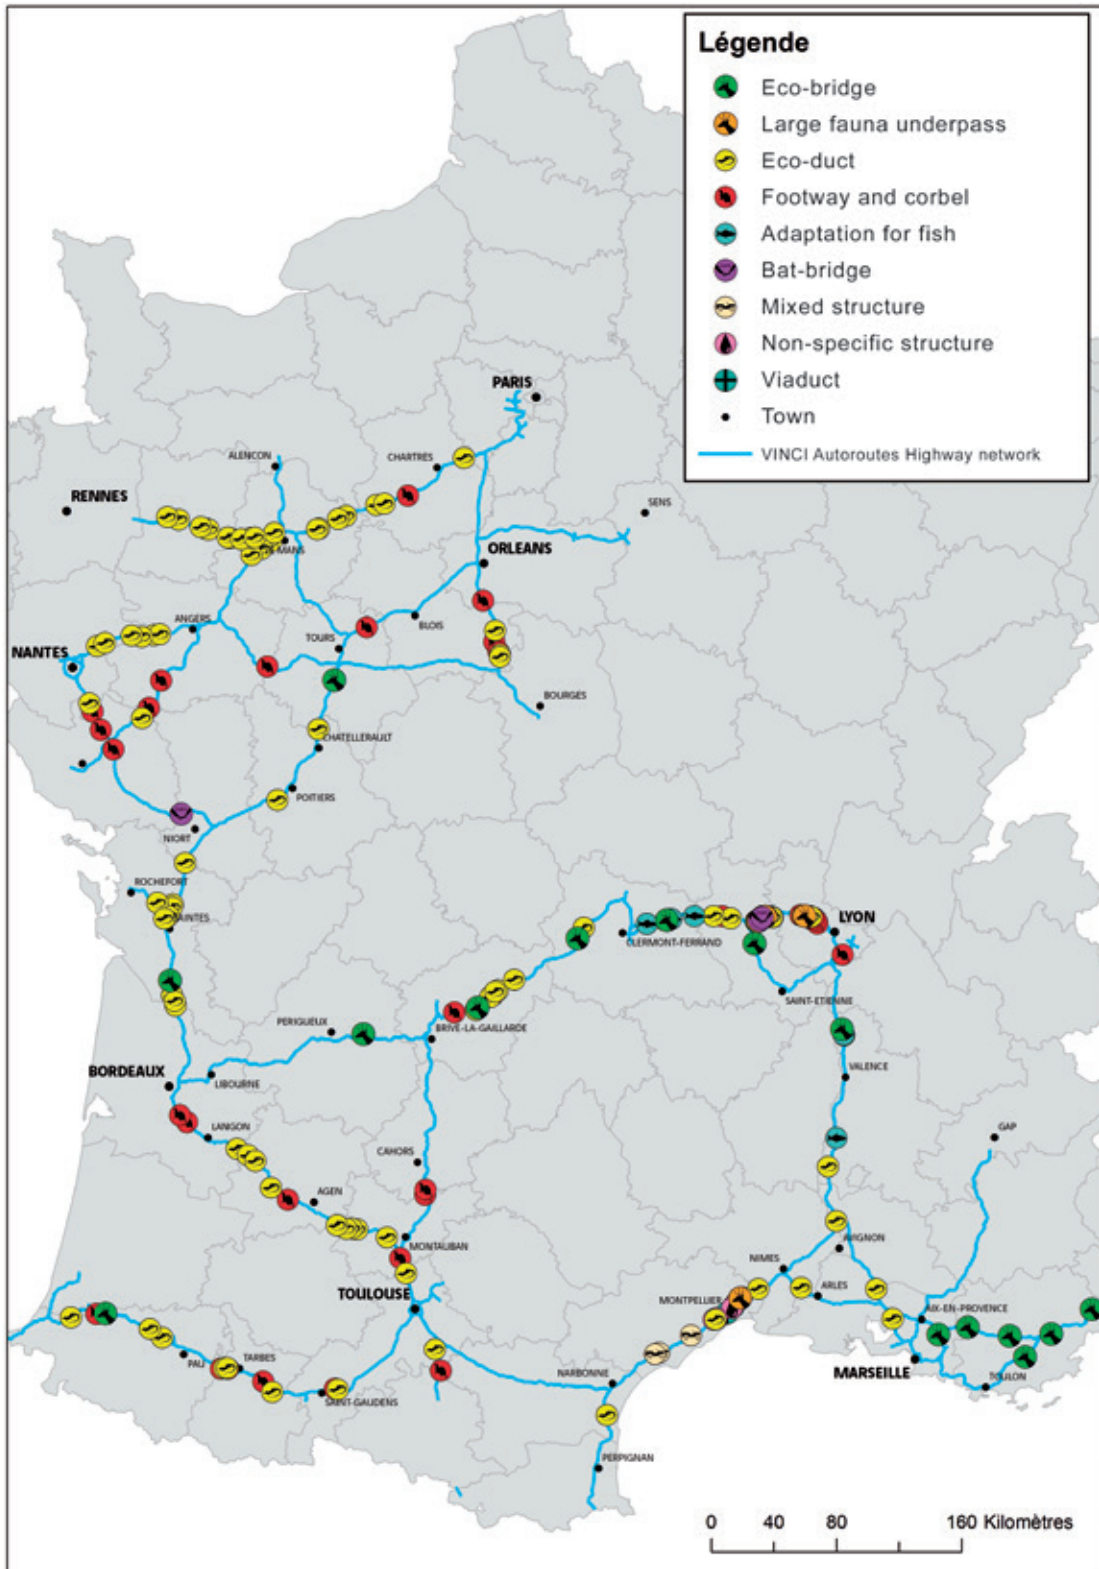 Légende
Eco-bridge
Large fauna underpass
Eco-duct
Footway and corbel
Adaptation for fish
Bat-bridge
Mixed structure
Non-specific structure
Viaduct
Town
VINCI Autoroutes Highway network
PARIS
ALENCON
CHARTRES
RENNES
SENS
MANS
ORLEANS
ANGERS
BLOIS
TOURS
NANTES
BOURGES
CHATELLERAULT
POITIERS
NIORT
ROCHEFORT
SAINTES
LYON
CLERMONT-FERRAND
SAINT-ETIENNE
PERIGUEUX
BRIVE-LA-GAILLARDE
BORDEAUX
LIBOURNE
VALENCE
LANGON
GAP
CAHORS
AGEN
MONTAUBAN
AVIGNON
NIMES
TOULOUSE
MONTPELLIER
ARLES
AIX-EN-PROVENCE
PAU
TARBES
MARSEILLE
SAINT-GAUDENS
NARBONNE
TOULON
PERPIGNAN
0 40 80 160 Kilomètres